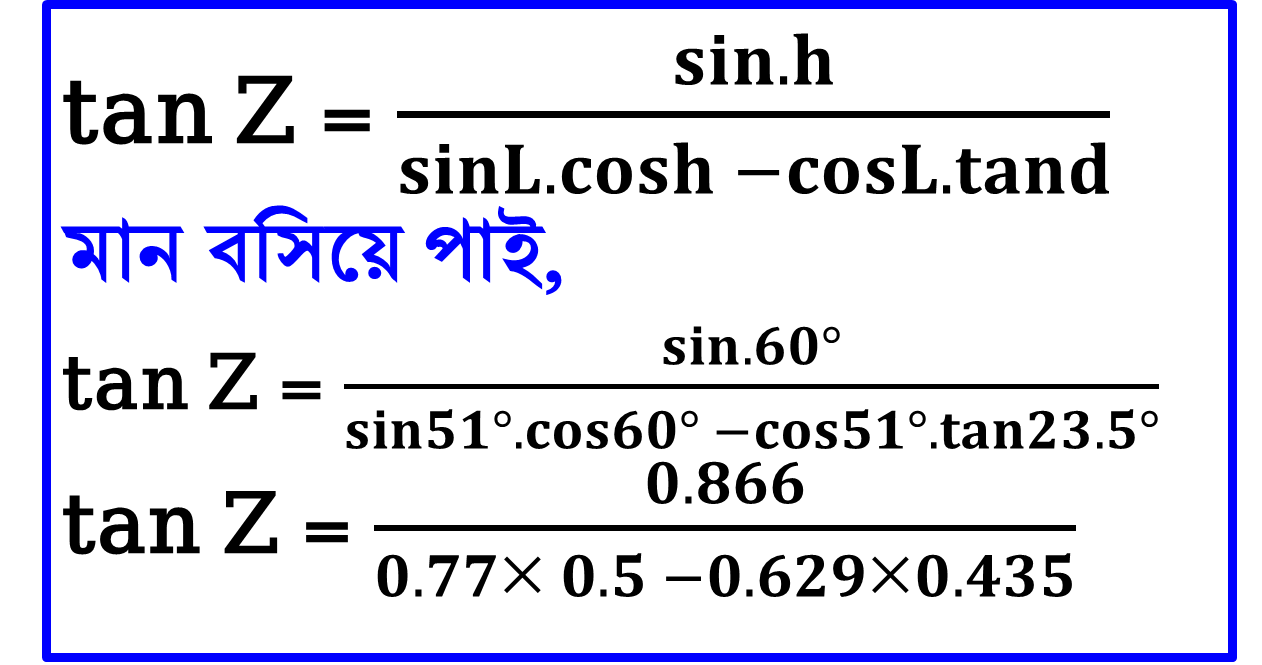 tan Z = sin.h / sinL.cosh −cosL.tand
মান বসিয়ে পাই,
tan Z = sin.60° / sin51°.cos60° −cos51°.tan23.5°
tan Z = 0.866 / 0.77× 0.5 −0.629×0.435